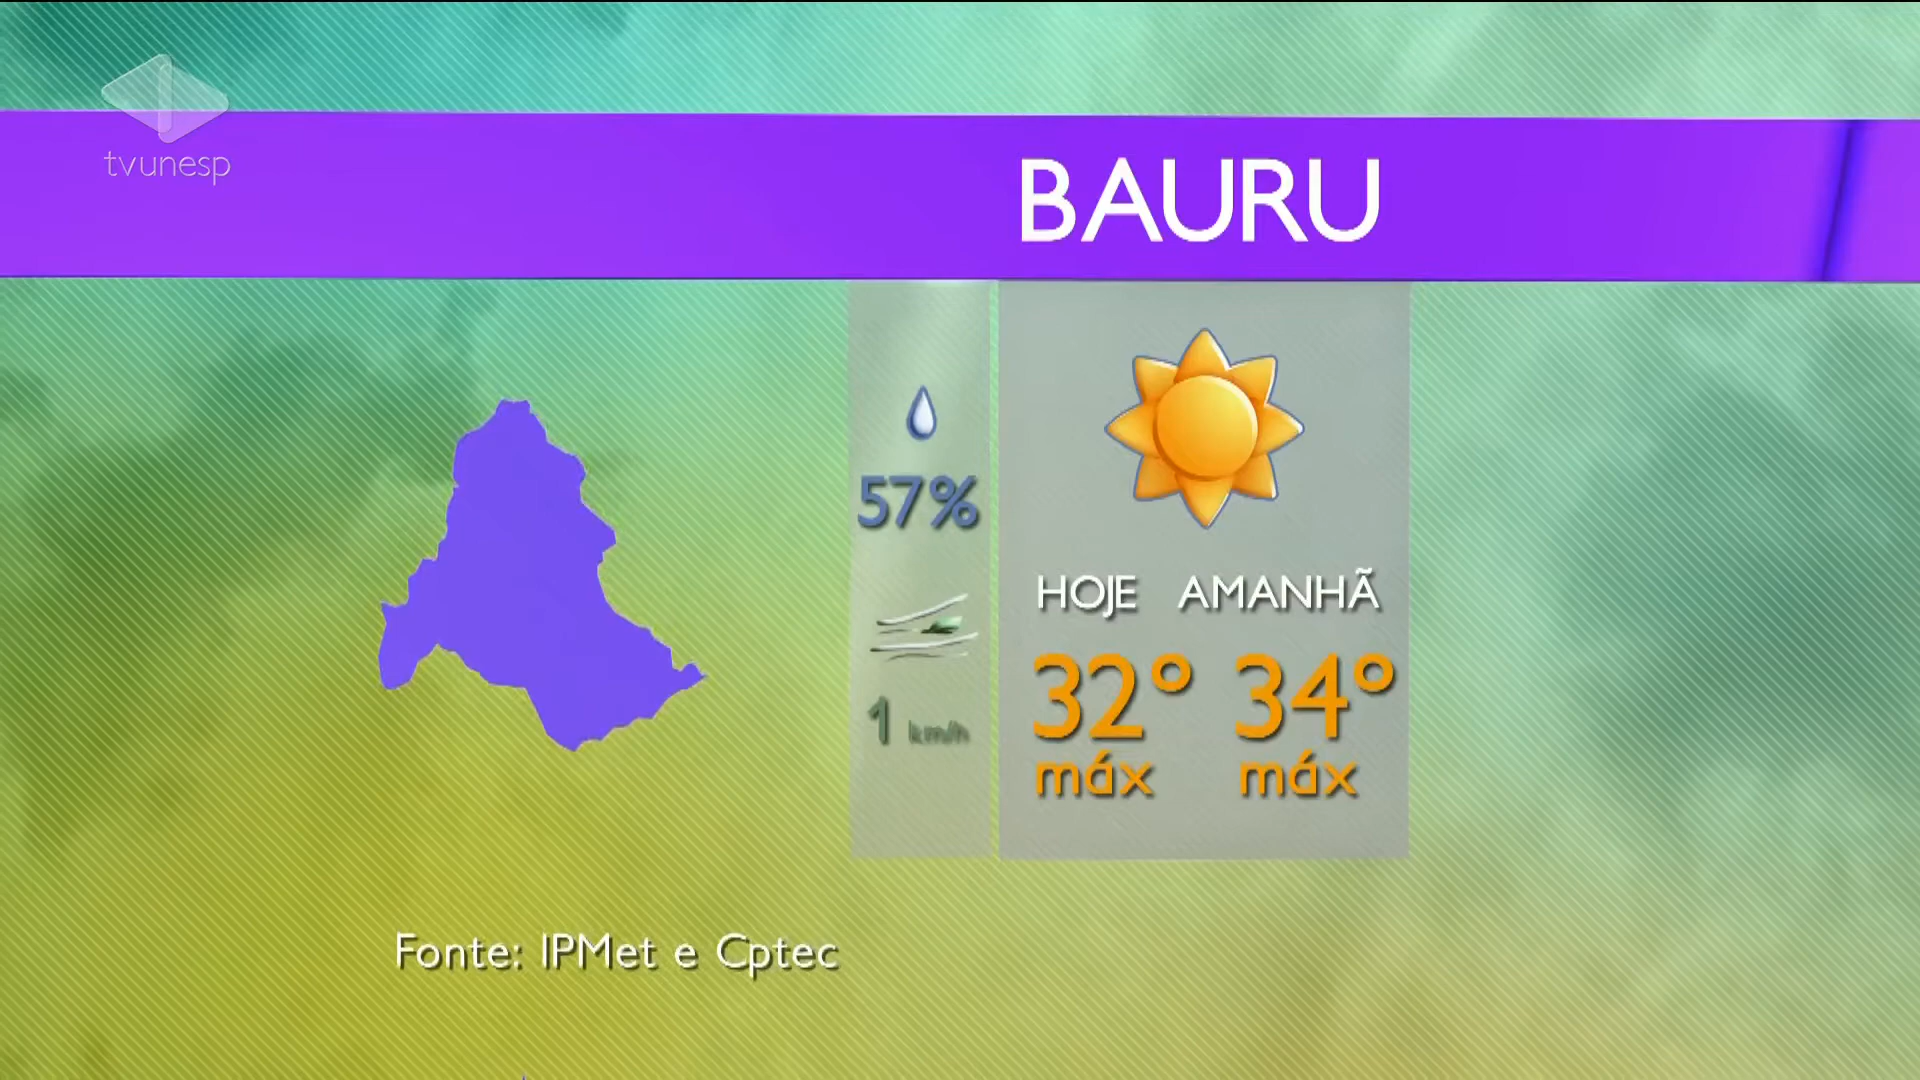 tvunesp
BAURU
57%
1 km/h
HOJE AMANHÃ
32° 34°
máx máx
Fonte: IPMet e Cptec